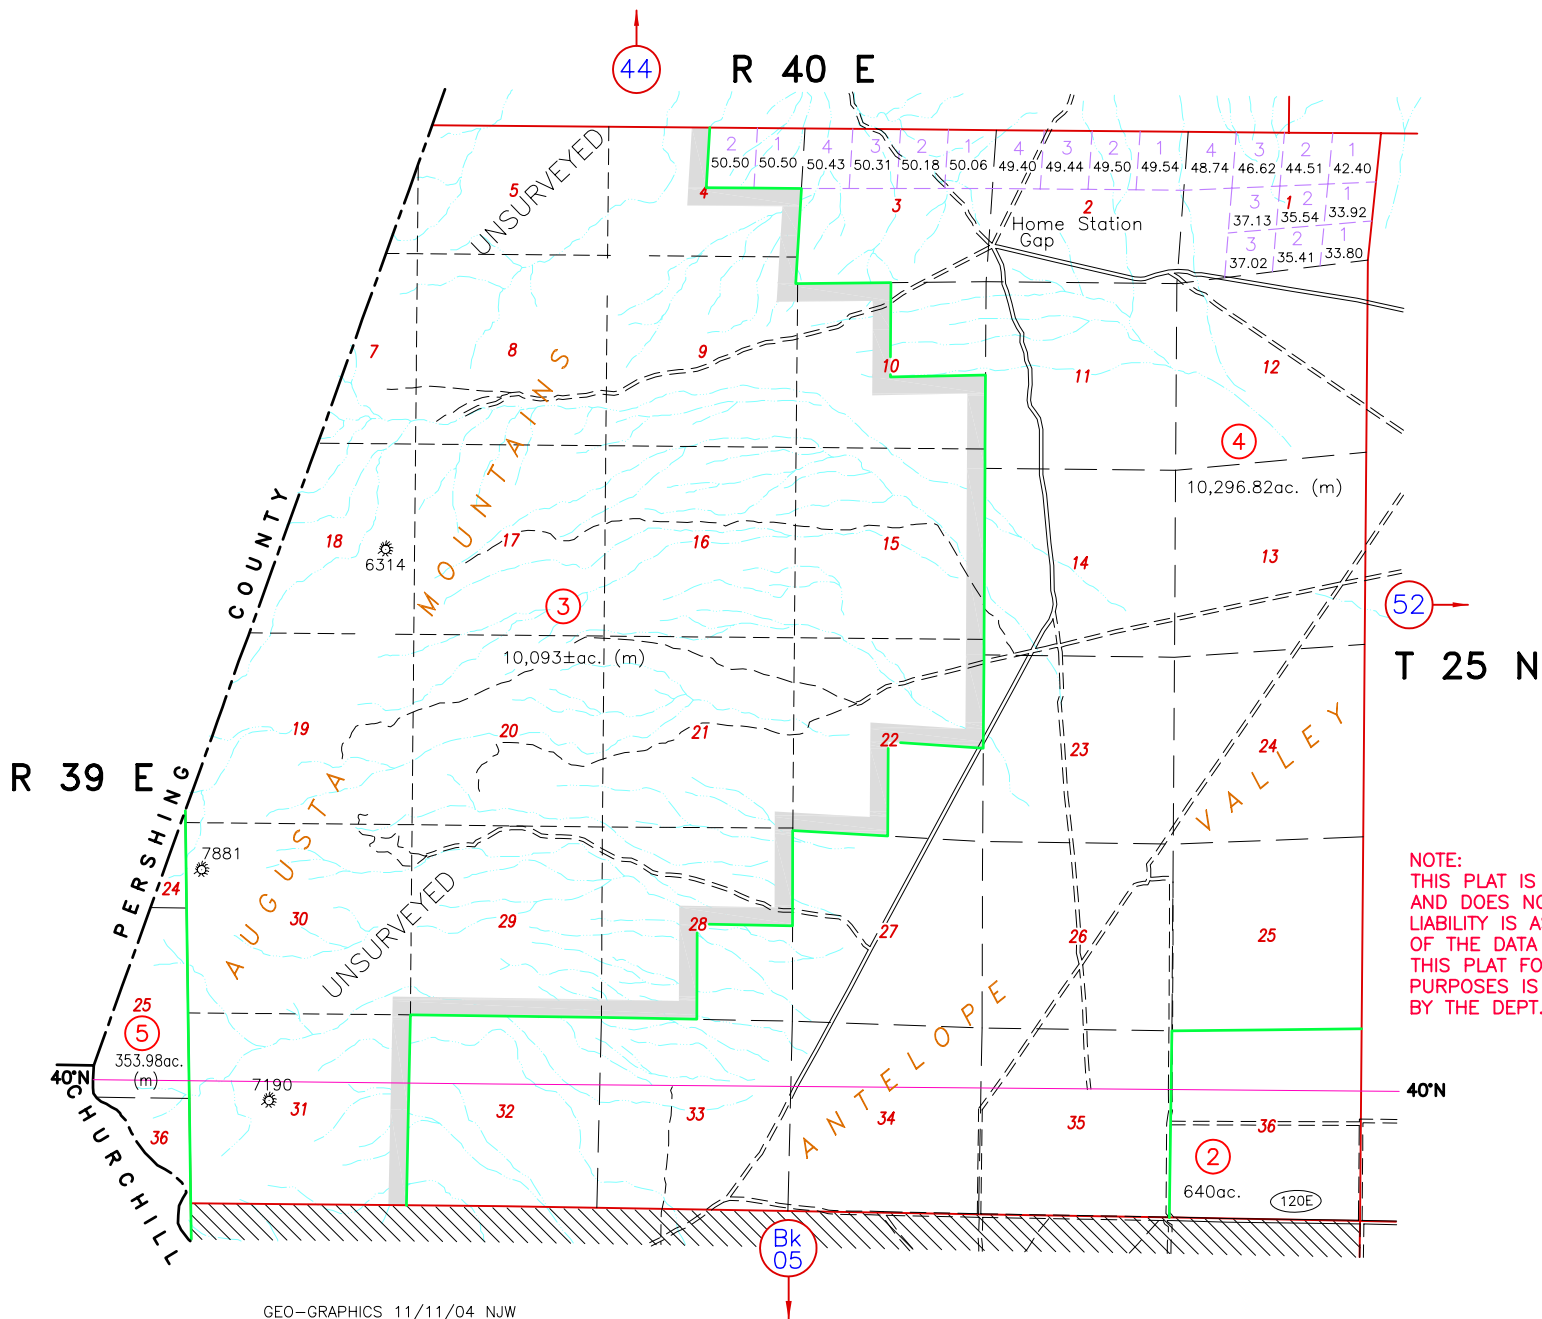 44
R 40 E
UNSURVEYED
2 1 4 3 2 1 4 3 2 1 4 3 2 1
50.50 50.50 50.43 50.31 50.18 50.06 49.40 49.44 49.50 49.54 48.74 46.62 44.51 42.40
5 4 3 2 1
3 2 1
37.13 35.54 33.92
3 2 1
37.02 35.41 33.80
Home Station
Gap
7 8 9 10 11 12
4
10,296.82ac. (m)
MOUNTAINS
COUNTY
18 17 16 15 14 13
6314
3
10,093±ac. (m)
52
T 25 N
19 20 21 22 23 24
R 39 E
PERSHING
VALLEY
AUGUSTA
7881
24 30 29 28 27 26 25
UNSURVEYED
NOTE:
THIS PLAT IS
AND DOES
LIABILITY IS
OF THE DATA
THIS PLAT
PURPOSES IS
BY THE DEPT.
25
5
353.98ac.
(m)
ANTELOPE
40°N
40°N
7190
CHURCHILL
36 31 32 33 34 35 36
2
640ac.
120E
Bk
05
GEO-GRAPHICS 11/11/04 NJW